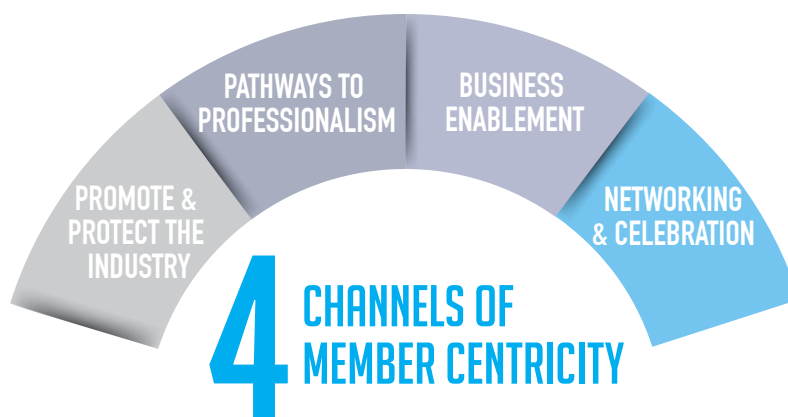 PROMOTE &
PROTECT THE
INDUSTRY
PATHWAYS TO
PROFESSIONALISM
BUSINESS
ENABLEMENT
NETWORKING
& CELEBRATION
4 CHANNELS OF
MEMBER CENTRICITY